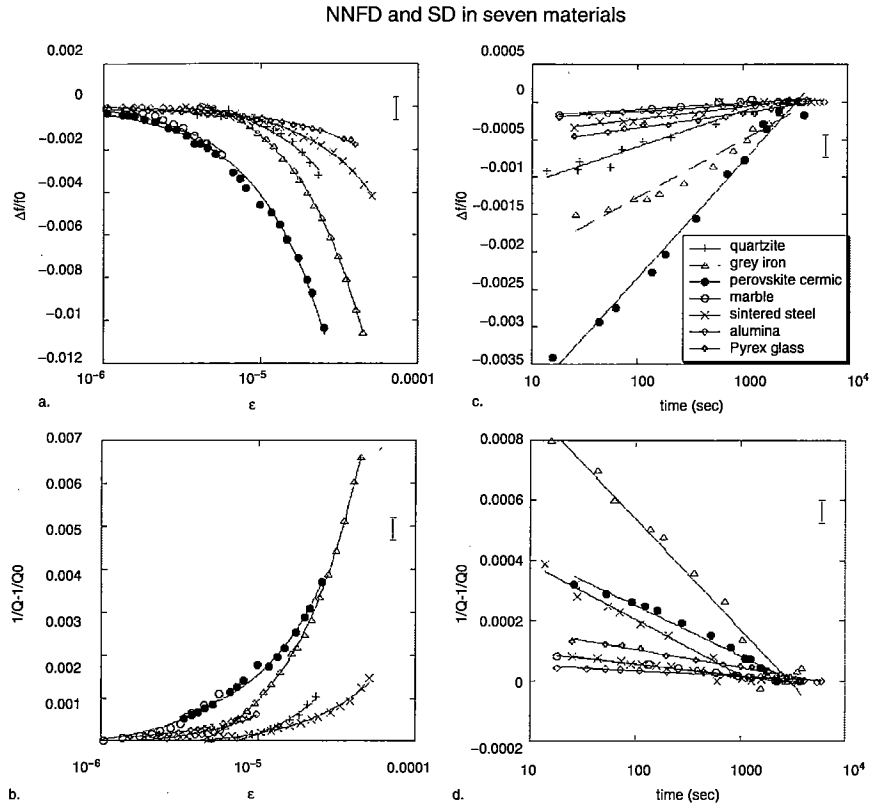 NNFD and SD in seven materials
0.002
0
−0.002
−0.004
−0.006
−0.008
−0.01
−0.012
Δf/f0
10⁻⁶
10⁻⁵
0.0001
a.
ε
0.0005
0
−0.0005
−0.001
−0.0015
−0.002
−0.0025
−0.003
−0.0035
Δf/f0
quartzite
grey iron
perovskite cermic
marble
sintered steel
alumina
Pyrex glass
10
100
1000
10⁴
c.
time (sec)
0.007
0.006
0.005
0.004
0.003
0.002
0.001
1/Q-1/Q0
10⁻⁶
10⁻⁵
0.0001
b.
ε
0.0008
0.0006
0.0004
0.0002
0
−0.0002
1/Q-1/Q0
10
100
1000
10⁴
d.
time (sec)